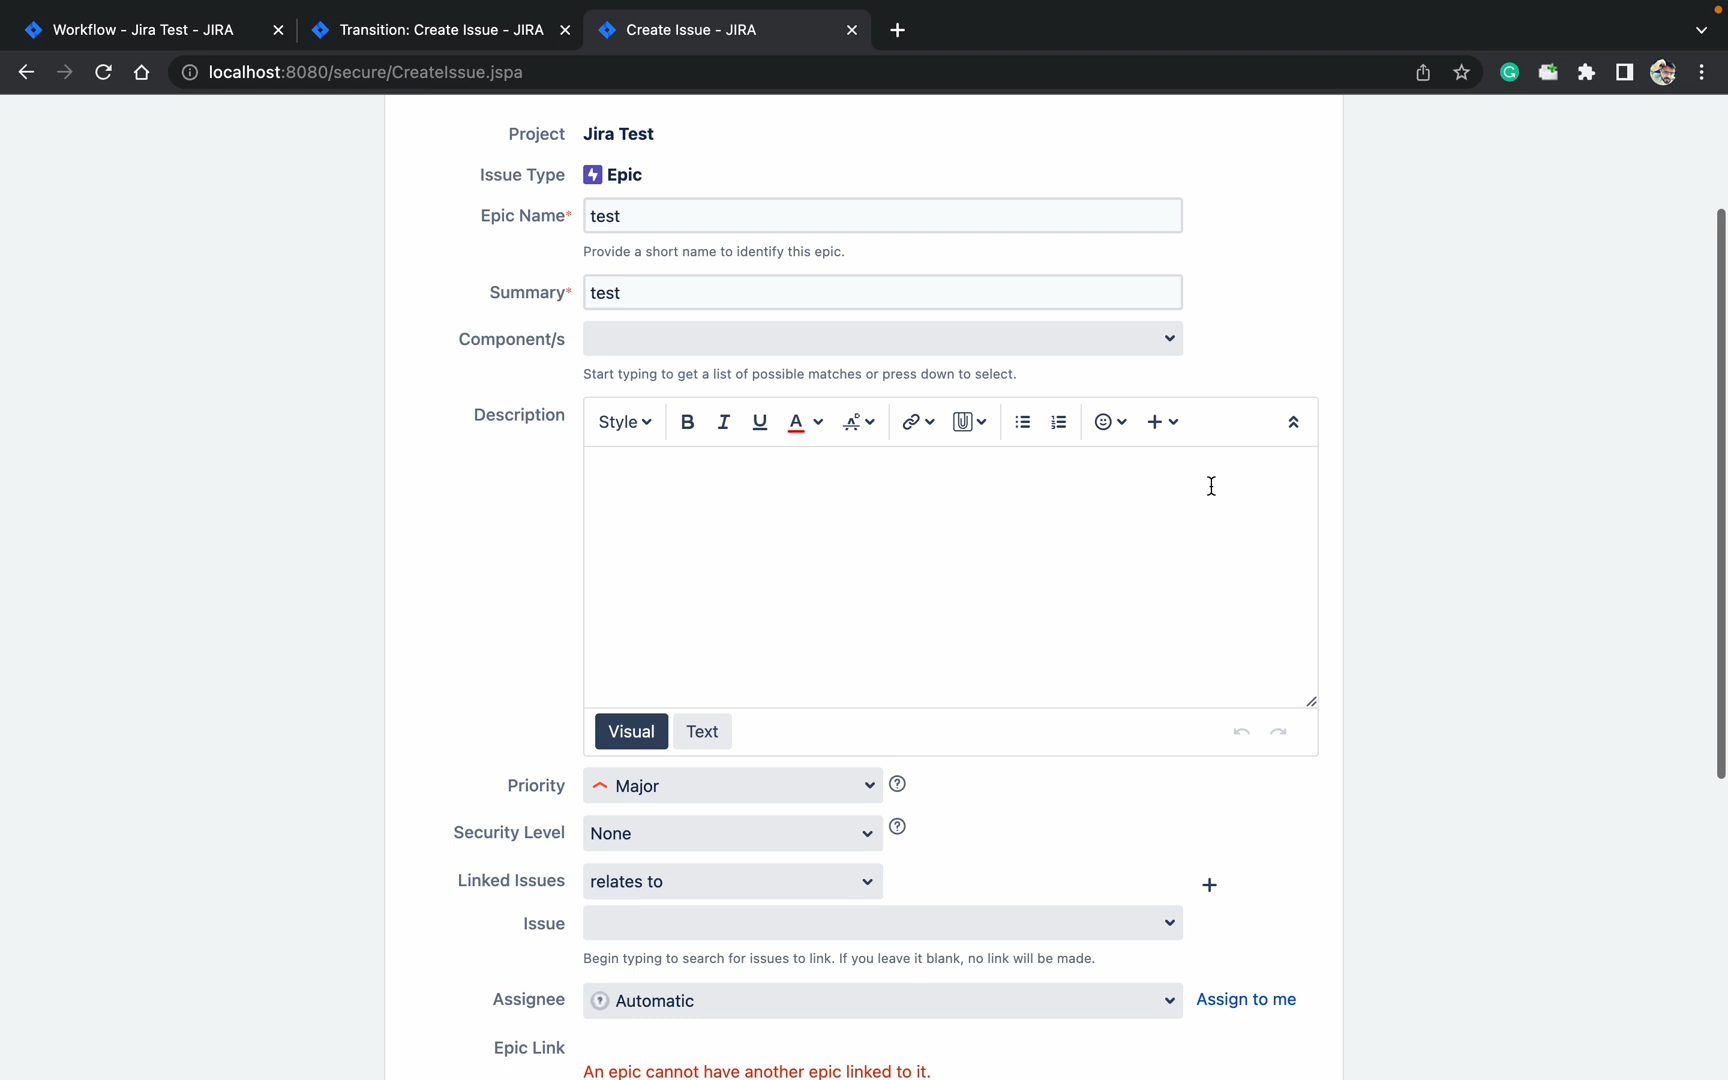 Workflow - Jira Test - JIRA
Transition: Create Issue - JIRA
Create Issue - JIRA
localhost:8080/secure/CreateIssue.jspa
Project Jira Test
Issue Type Epic
Epic Name* test
Provide a short name to identify this epic.
Summary* test
Component/s
Start typing to get a list of possible matches or press down to select.
Description Style B I U A
Visual Text
Priority Major
Security Level None
Linked Issues relates to
Issue
Begin typing to search for issues to link. If you leave it blank, no link will be made.
Assignee Automatic Assign to me
Epic Link
An epic cannot have another epic linked to it.